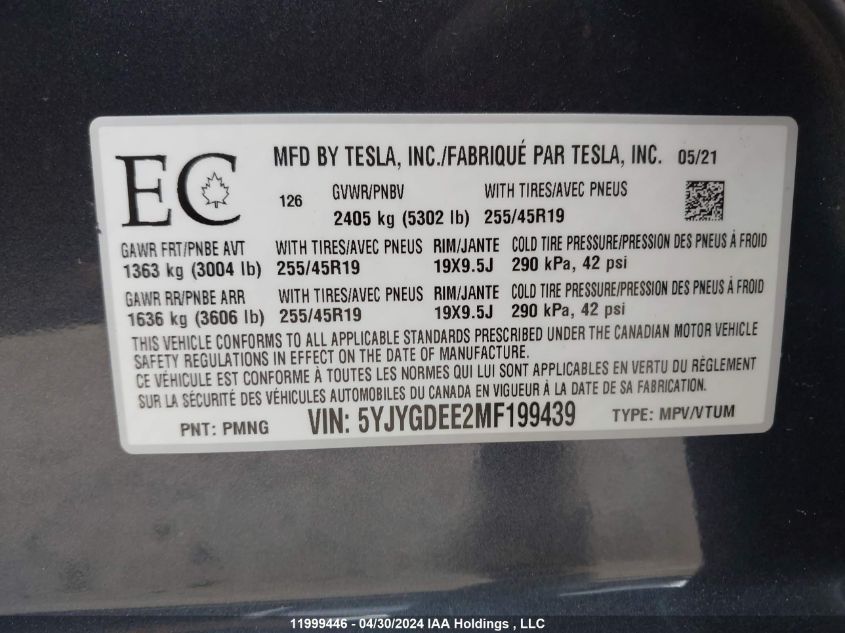 MFD BY TESLA, INC./FABRIQUÉ PAR TESLA, INC. 05/21
EC
126 GVWR/PNBV WITH TIRES/AVEC PNEUS
2405 kg (5302 lb) 255/45R19
GAWR FRT/PNBE AVT WITH TIRES/AVEC PNEUS RIM/JANTE COLD TIRE PRESSURE/PRESSION DES PNEUS À FROID
1363 kg (3004 lb) 255/45R19 19X9.5J 290 kPa, 42 psi
GAWR RR/PNBE ARR WITH TIRES/AVEC PNEUS RIM/JANTE COLD TIRE PRESSURE/PRESSION DES PNEUS À FROID
1636 kg (3606 lb) 255/45R19 19X9.5J 290 kPa, 42 psi
THIS VEHICLE CONFORMS TO ALL APPLICABLE STANDARDS PRESCRIBED UNDER THE CANADIAN MOTOR VEHICLE
SAFETY REGULATIONS IN EFFECT ON THE DATE OF MANUFACTURE.
CE VÉHICULE EST CONFORME À TOUTES LES NORMES QUI LUI SONT APPLICABLES EN VERTU DU RÈGLEMENT
SUR LA SÉCURITÉ DES VÉHICULES AUTOMOBILES DU CANADA EN VIGUEUR À LA DATE DE SA FABRICATION.
PNT: PMNG VIN: 5YJYGDEE2MF199439 TYPE: MPV/VTUM
11999446 - 04/30/2024 IAA Holdings , LLC